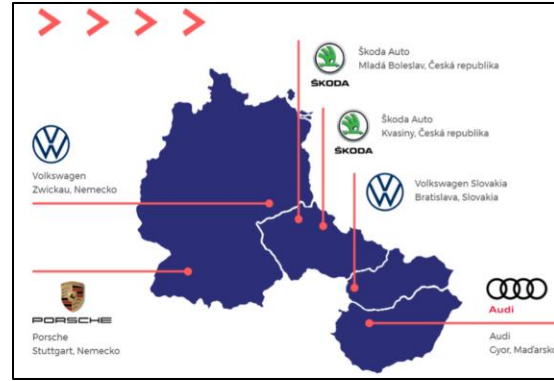 Škoda Auto
Mladá Boleslav, Česká republika
ŠKODA
Škoda Auto
Kvasiny, Česká republika
ŠKODA
Volkswagen
Zwickau, Nemecko
Volkswagen Slovakia
Bratislava, Slovakia
PORSCHE
Porsche
Stuttgart, Nemecko
Audi
Audi
Gyor, Maďarsko